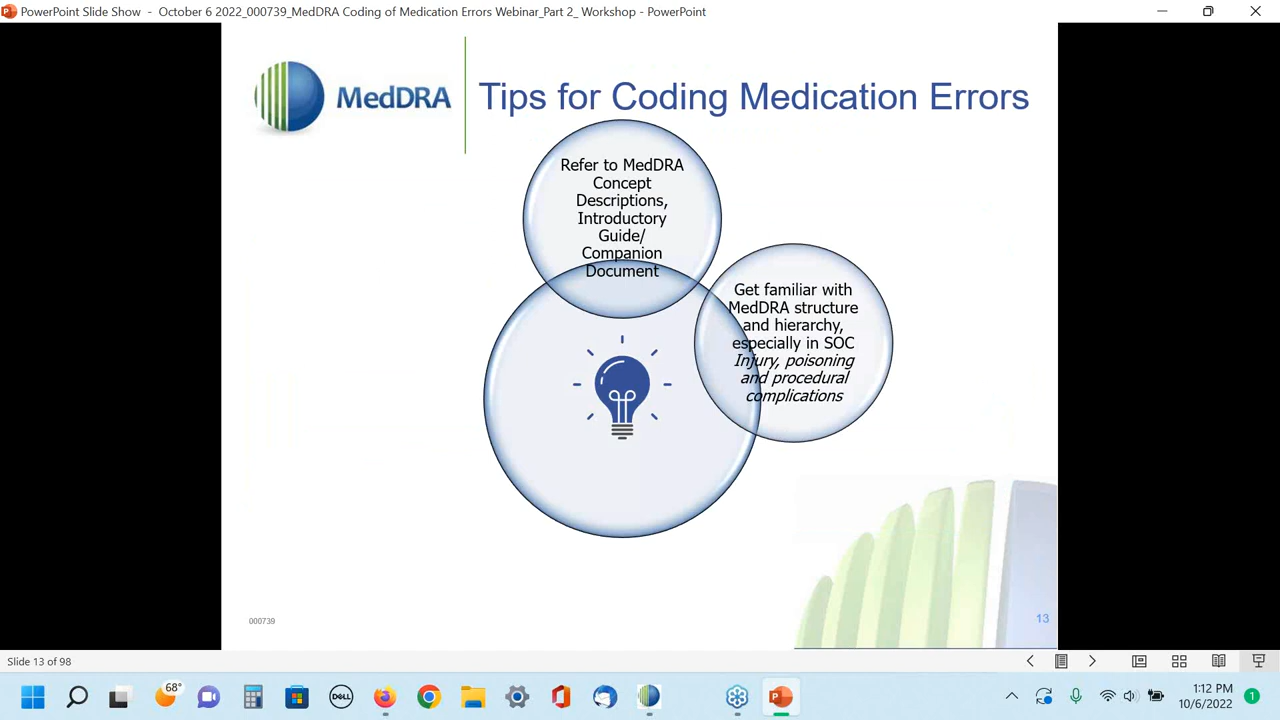 PowerPoint Slide Show - October 6 2022_000739_MedDRA Coding of Medication Errors Webinar_Part 2_ Workshop - PowerPoint
MedDRA
Tips for Coding Medication Errors
Refer to MedDRA
Concept
Descriptions,
Introductory
Guide/
Companion
Document
Get familiar with
MedDRA structure
and hierarchy,
especially in SOC
Injury, poisoning
and procedural
complications
000739
13
Slide 13 of 98
68°
DELL
1:12 PM
10/6/2022
1